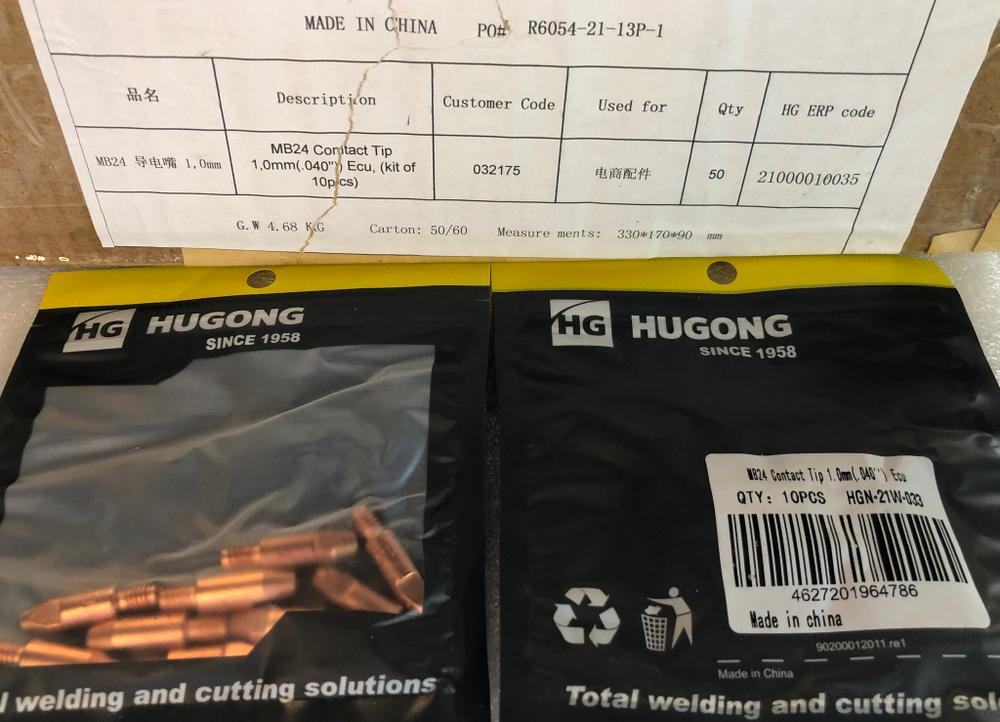 MADE IN CHINA PO# R6054-21-13P-1
品名 Description Customer Code Used for Qty HG ERP code
MB24 导电嘴 1,0mm
MB24 Contact Tip
1,0mm(.040") Ecu, (kit of
10pcs)
032175
电商配件
50
21000010035
G.W 4.68 KG Carton: 50/60 Measure ments: 330*170*90 mm
HG HUGONG
SINCE 1958
l welding and cutting solutions
HG HUGONG
SINCE 1958
MB24 Contact Tip 1.0mm(.040'') Ecu
QTY: 10PCS HGN-21W-033
4627201964786
Made in china
90200012011.re1
Made in China
Total welding and cutting sol